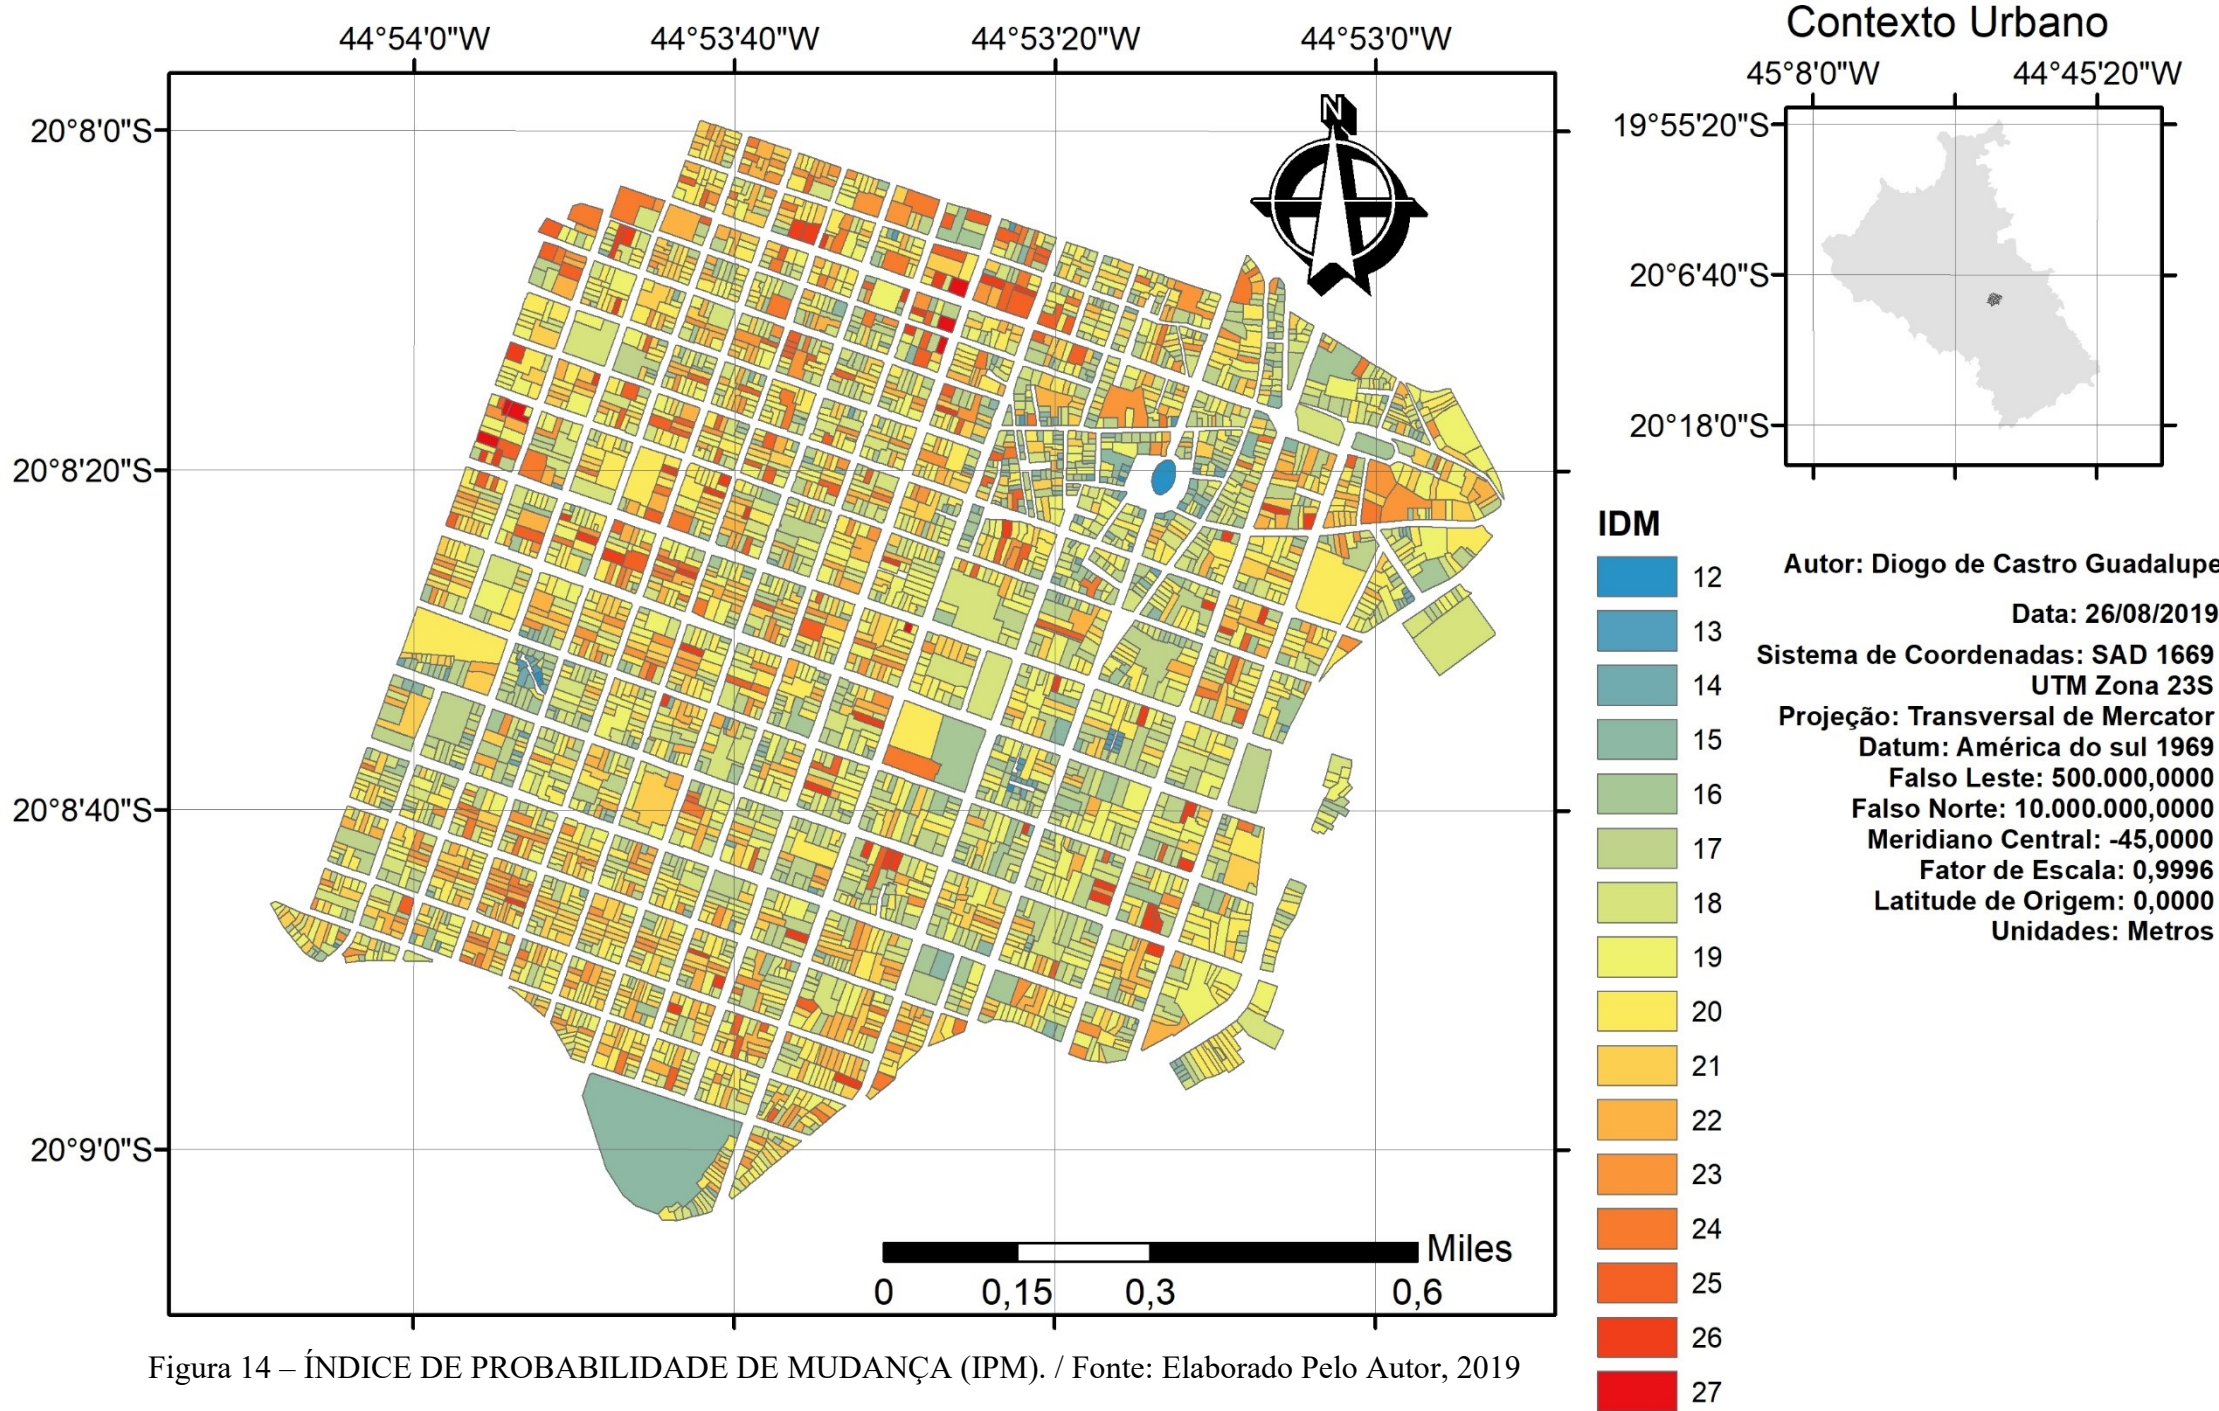 Contexto Urbano
44°54'0"W 44°53'40"W 44°53'20"W 44°53'0"W
45°8'0"W 44°45'20"W
N
20°8'0"S
20°8'20"S
20°8'40"S
20°9'0"S
19°55'20"S
20°6'40"S
20°18'0"S
IDM
12
13
14
15
16
17
18
19
20
21
22
23
24
25
26
27
Autor: Diogo de Castro Guadalupe
Data: 26/08/2019
Sistema de Coordenadas: SAD 1669
UTM Zona 23S
Projeção: Transversal de Mercator
Datum: América do sul 1969
Falso Leste: 500.000,0000
Falso Norte: 10.000.000,0000
Meridiano Central: -45,0000
Fator de Escala: 0,9996
Latitude de Origem: 0,0000
Unidades: Metros
Miles
0 0,15 0,3 0,6
Figura 14 – ÍNDICE DE PROBABILIDADE DE MUDANÇA (IPM). / Fonte: Elaborado Pelo Autor, 2019